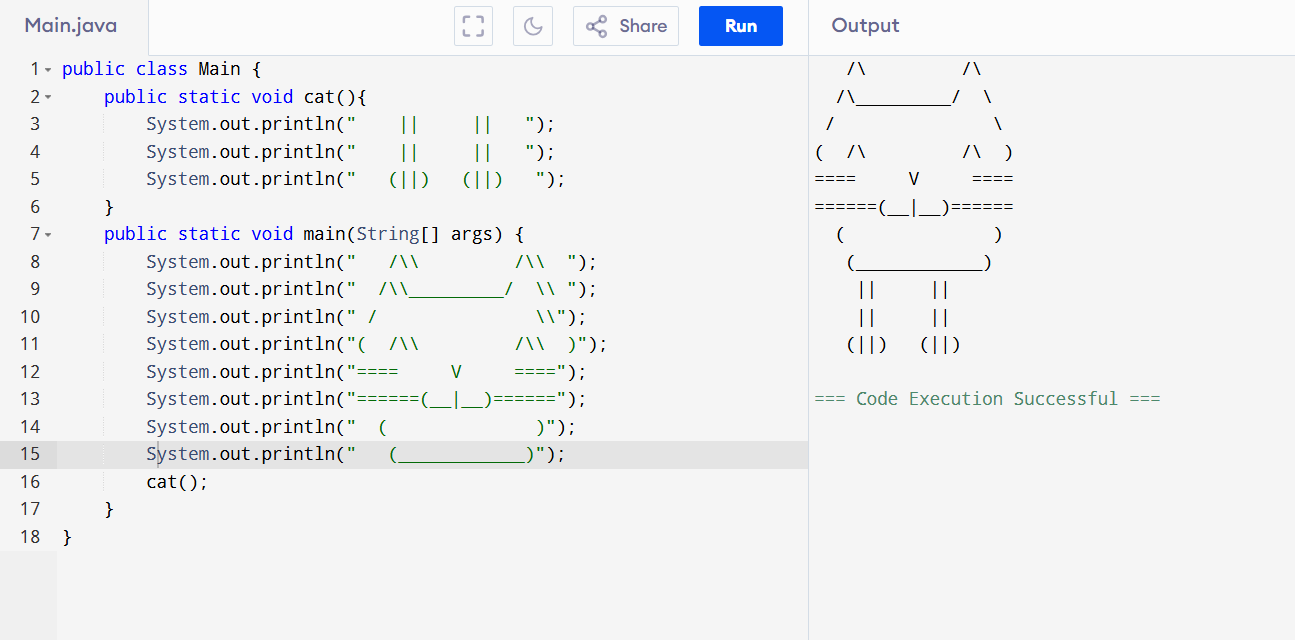 Main.java
Share
Run
Output
1 public class Main {
2     public static void cat(){
3         System.out.println("    ||     ||   ");
4         System.out.println("    ||     ||   ");
5         System.out.println("   (||)   (||)   ");
6     }
7     public static void main(String[] args) {
8         System.out.println("   /\\         /\\  ");
9         System.out.println("  /\\_________/  \\ ");
10         System.out.println(" /               \\");
11         System.out.println("(  /\\         /\\  )");
12         System.out.println("====     V     ====");
13         System.out.println("======(__|__)======");
14         System.out.println("  (              )");
15         System.out.println("   (____________)");
16         cat();
17     }
18 }
   /\         /\
  /\_________/  \
 /               \
(  /\         /\  )
====     V     ====
======(__|__)======
  (              )
   (____________)
    ||     ||
    ||     ||
   (||)   (||)
=== Code Execution Successful ===